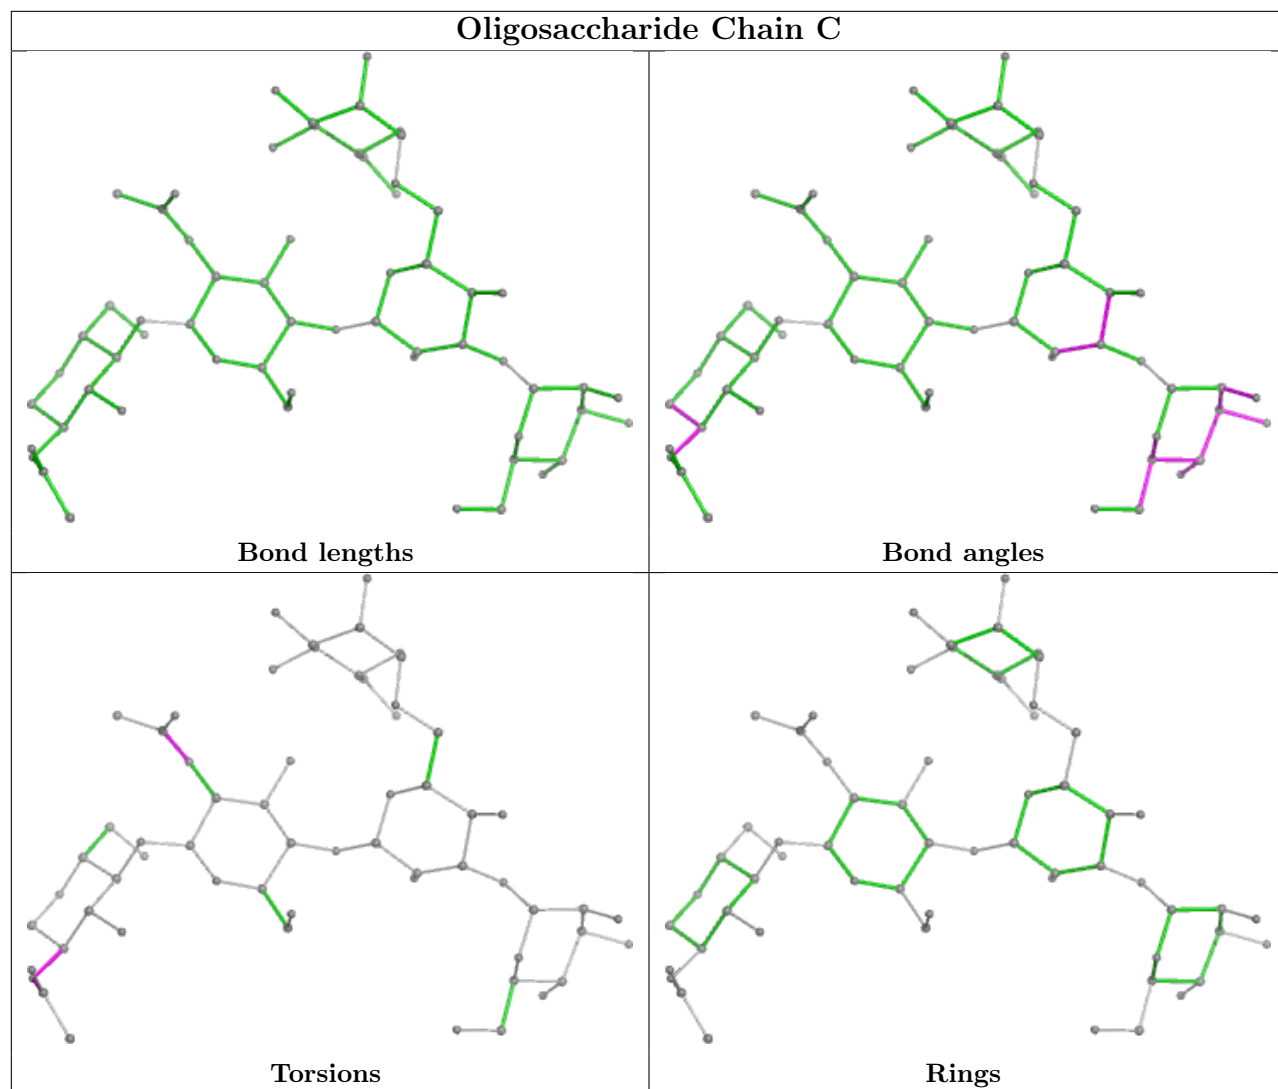 Oligosaccharide Chain C
Bond lengths
Bond angles
Torsions
Rings